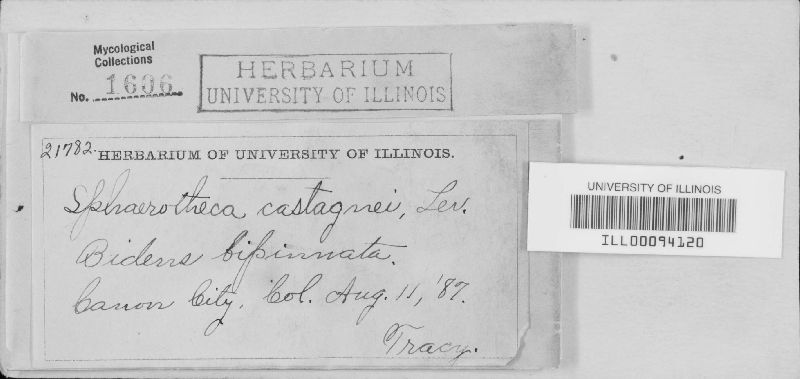 Mycological
Collections
No. 1606
HERBARIUM
UNIVERSITY OF ILLINOIS
21782. HERBARIUM OF UNIVERSITY OF ILLINOIS.
Sphaerotheca castagnei, Lev.
Bidens bipinnata.
Canon City, Col. Aug. 11, '87.
Tracy.
UNIVERSITY OF ILLINOIS
ILL00094120